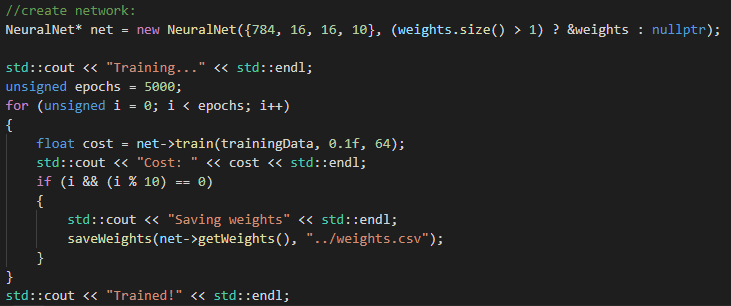 //create network:
NeuralNet* net = new NeuralNet({784, 16, 16, 10}, (weights.size() > 1) ? &weights : nullptr);
std::cout << "Training..." << std::endl;
unsigned epochs = 5000;
for (unsigned i = 0; i < epochs; i++)
{
    float cost = net->train(trainingData, 0.1f, 64);
    std::cout << "Cost: " << cost << std::endl;
    if (i && (i % 10) == 0)
    {
        std::cout << "Saving weights" << std::endl;
        saveWeights(net->getWeights(), "../weights.csv");
    }
}
std::cout << "Trained!" << std::endl;